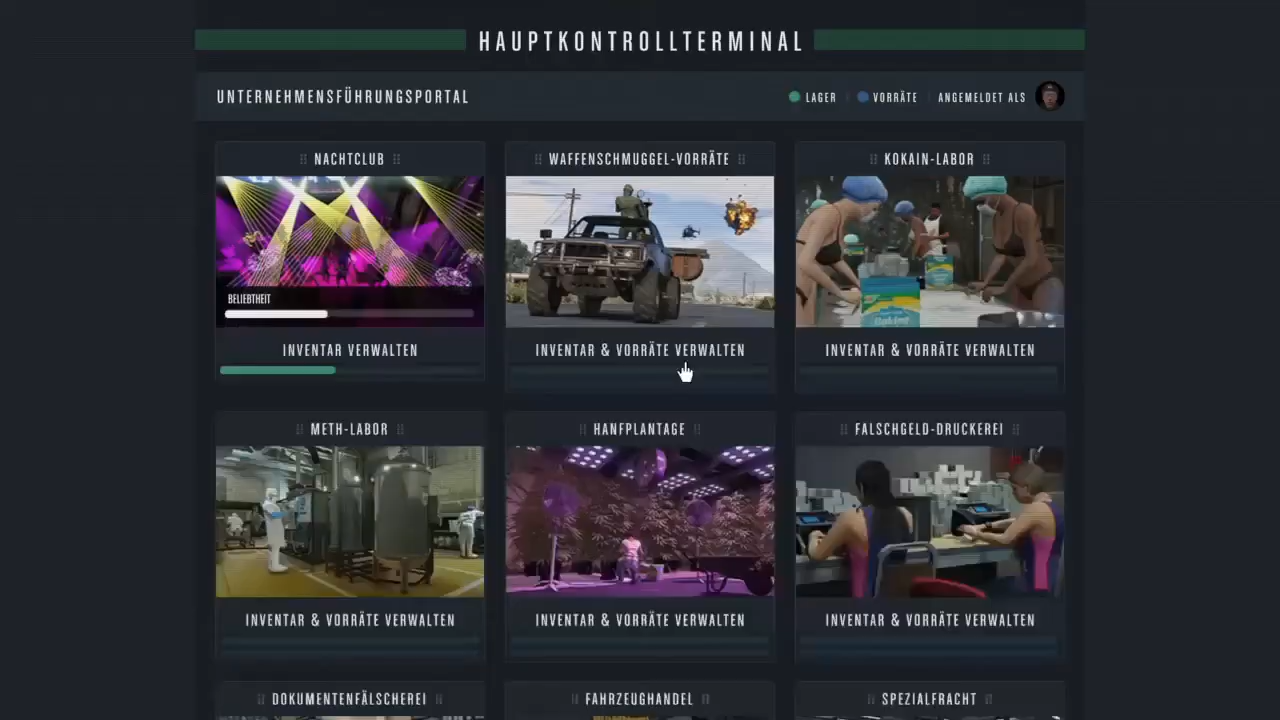 HAUPTKONTROLLTERMINAL
UNTERNEHMENSFÜHRUNGSPORTAL
LAGER
VORRÄTE
ANGEMELDET ALS
NACHTCLUB
WAFFENSCHMUGGEL-VORRÄTE
KOKAIN-LABOR
BELIEBTHEIT
INVENTAR VERWALTEN
INVENTAR & VORRÄTE VERWALTEN
INVENTAR & VORRÄTE VERWALTEN
METH-LABOR
HANFPLANTAGE
FALSCHGELD-DRUCKEREI
INVENTAR & VORRÄTE VERWALTEN
INVENTAR & VORRÄTE VERWALTEN
INVENTAR & VORRÄTE VERWALTEN
DOKUMENTENFÄLSCHEREI
FAHRZEUGHANDEL
SPEZIALFRACHT